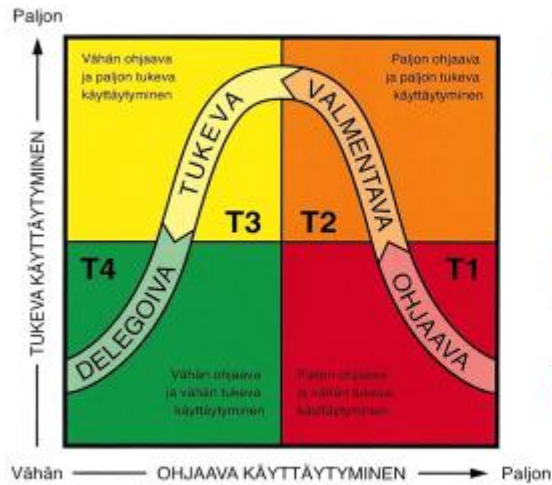 Paljon
Vähän ohjaava
ja paljon tukeva
käyttäytyminen
Paljon ohjaava
ja paljon tukeva
käyttäytyminen
TUKEVA
VALMENTAVA
T3
T2
T4
T1
DELEGOIVA
OHJAAVA
Vähän ohjaava
ja vähän tukeva
käyttäytyminen
Paljon ohjaava
ja vähän tukeva
käyttäytyminen
TUKEVA KÄYTTÄYTYMINEN
Vähän
OHJAAVA KÄYTTÄYTYMINEN
Paljon